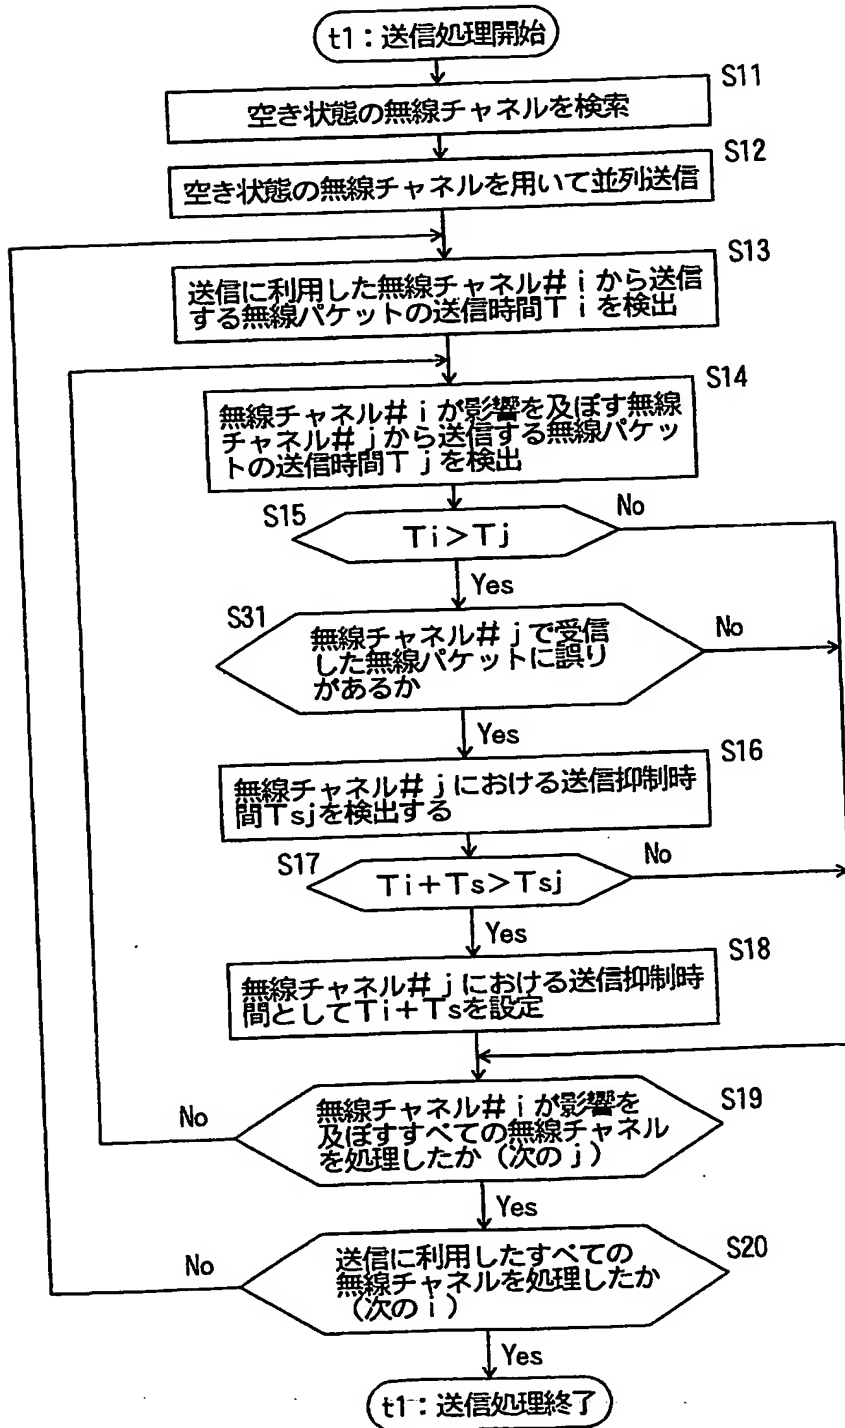 t1：送信処理開始
S11
空き状態の無線チャネルを検索
S12
空き状態の無線チャネルを用いて並列送信
S13
送信に利用した無線チャネル＃ｉから送信
する無線パケットの送信時間Ｔｉを検出
S14
無線チャネル＃ｉが影響を及ぼす無線
チャネル＃ｊから送信する無線パケッ
トの送信時間Ｔｊを検出
S15
Ｔｉ＞Ｔｊ
No
Yes
S31
無線チャネル＃ｊで受信
した無線パケットに誤り
があるか
No
Yes
S16
無線チャネル＃ｊにおける送信抑制時
間Ｔsjを検出する
S17
Ｔｉ＋Ｔs＞Ｔsj
No
Yes
S18
無線チャネル＃ｊにおける送信抑制時
間としてＴｉ＋Ｔsを設定
S19
無線チャネル＃ｉが影響を
及ぼすすべての無線チャネル
を処理したか（次のｊ）
No
Yes
S20
送信に利用したすべての
無線チャネルを処理したか
（次のｉ）
No
Yes
t1：送信処理終了